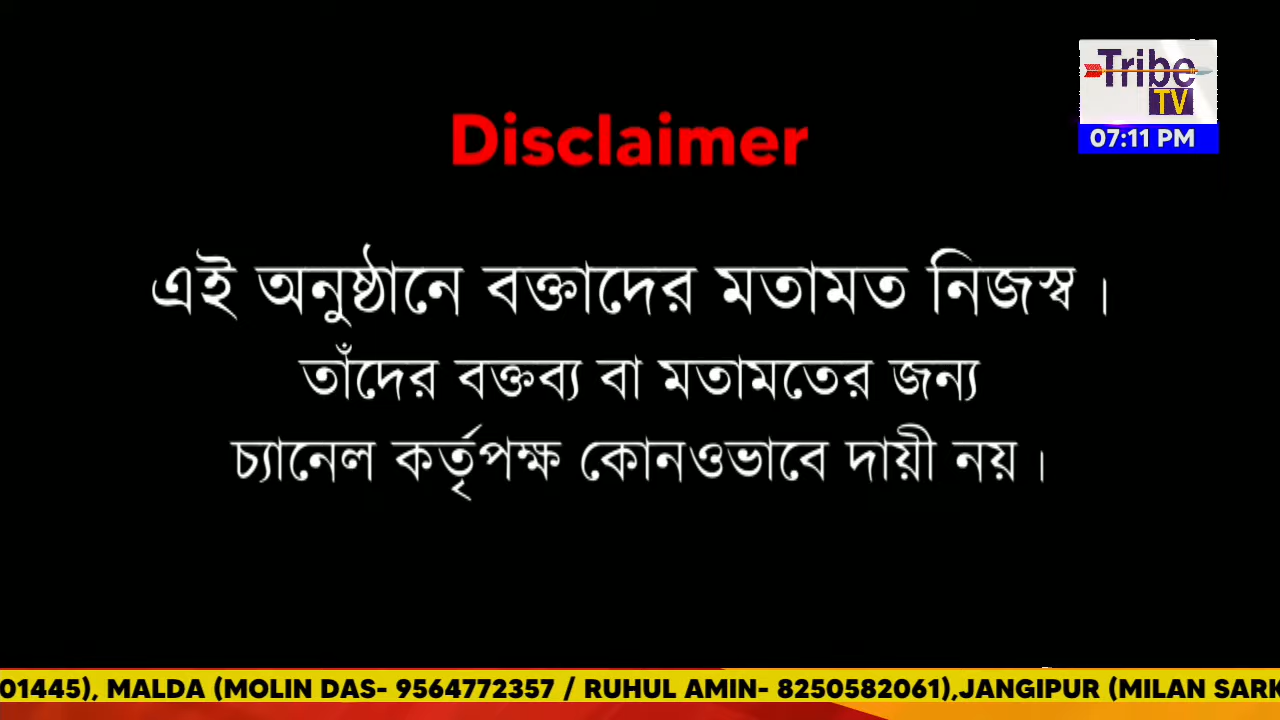 Tribe
TV
07:11 PM
Disclaimer
এই অনুষ্ঠানে বক্তাদের মতামত নিজস্ব।
তাঁদের বক্তব্য বা মতামতের জন্য
চ্যানেল কর্তৃপক্ষ কোনওভাবে দায়ী নয়।
01445), MALDA (MOLIN DAS- 9564772357 / RUHUL AMIN- 8250582061),JANGIPUR (MILAN SARK